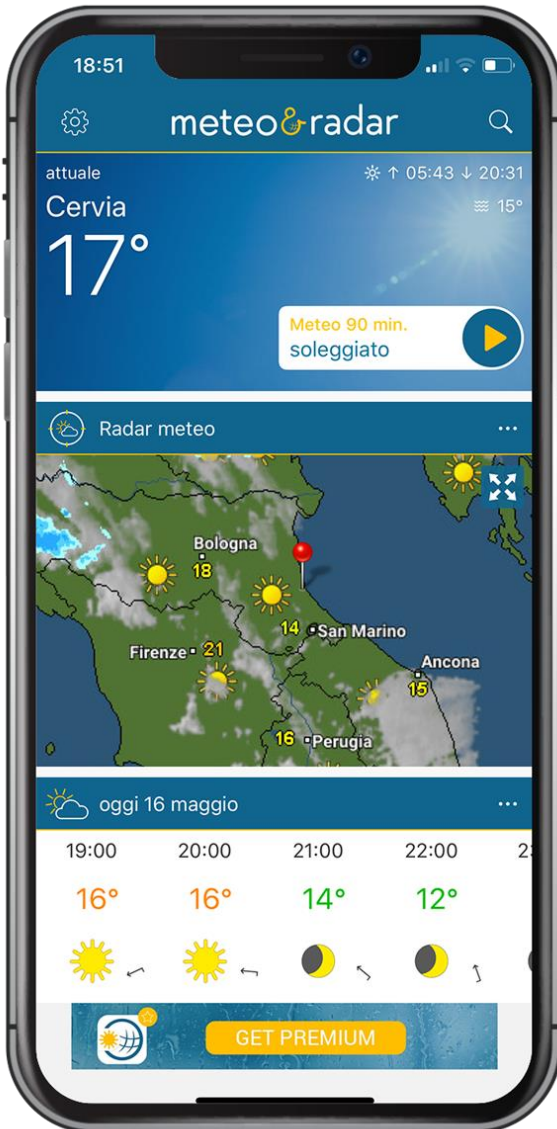 18:51
meteo&radar
attuale
↑ 05:43 ↓ 20:31
Cervia
15°
17°
Meteo 90 min.
soleggiato
Radar meteo
...
Bologna
18
14 San Marino
Firenze 21
Ancona
15
16 Perugia
oggi 16 maggio
...
19:00 20:00 21:00 22:00 2
16° 16° 14° 12°
GET PREMIUM